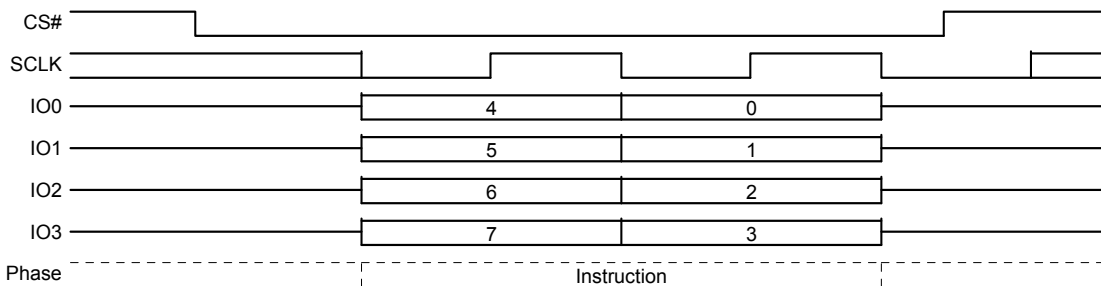 CS#
SCLK
IO0 4 0
IO1 5 1
IO2 6 2
IO3 7 3
Phase Instruction